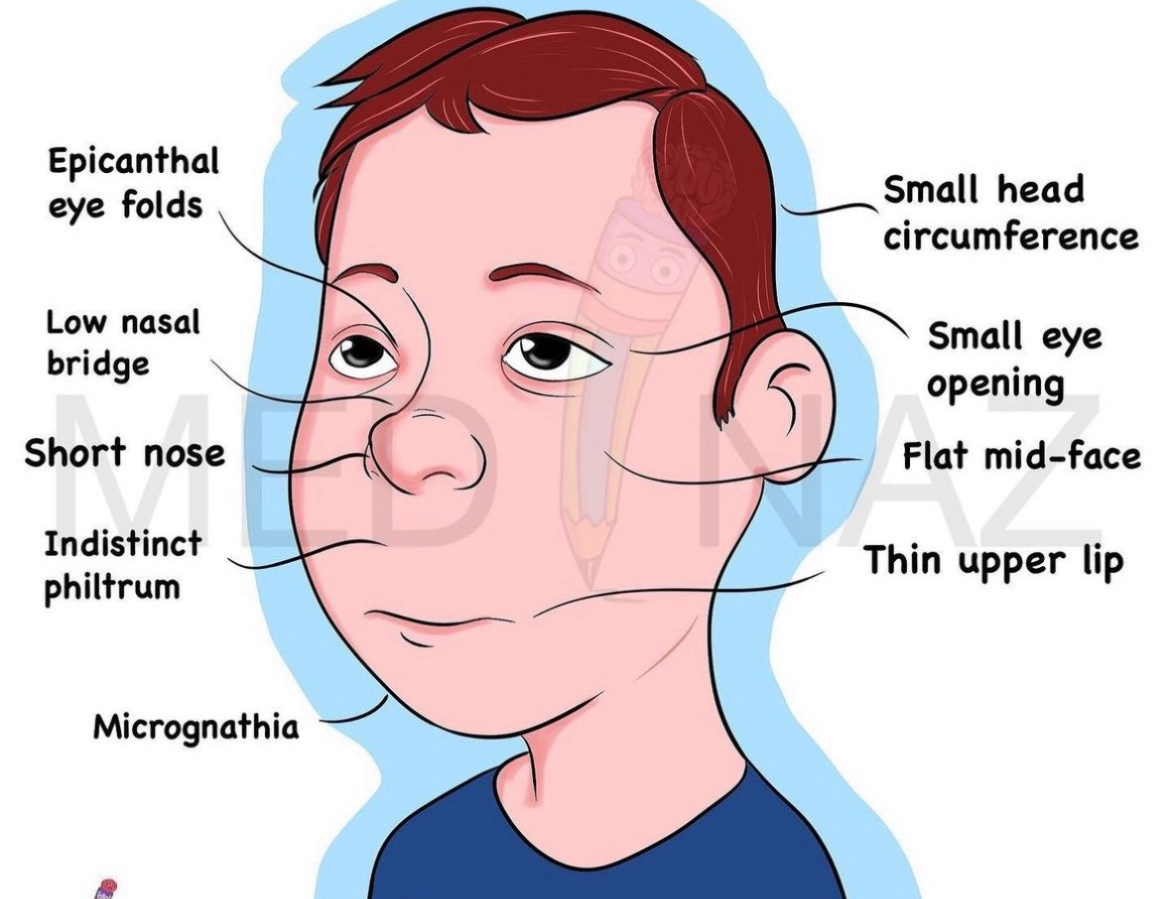 Epicanthal
eye folds
Low nasal
bridge
Short nose
Indistinct
philtrum
Micrognathia
Small head
circumference
Small eye
opening
Flat mid-face
Thin upper lip
MED NAZ